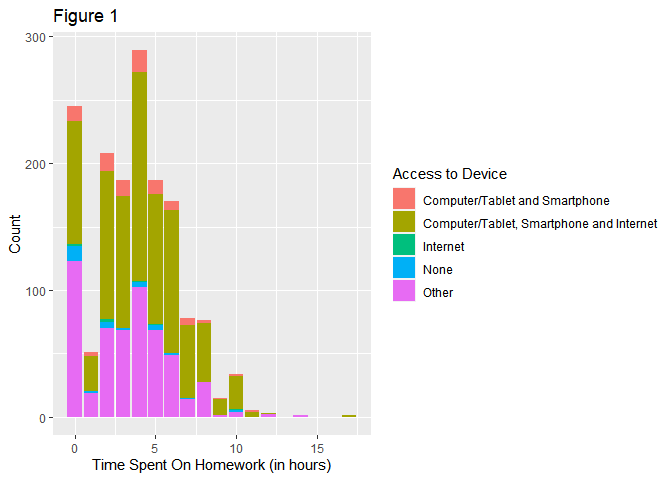 Figure 1
300
200
100
0
Count
0
5
10
15
Time Spent On Homework (in hours)
Access to Device
Computer/Tablet and Smartphone
Computer/Tablet, Smartphone and Internet
Internet
None
Other